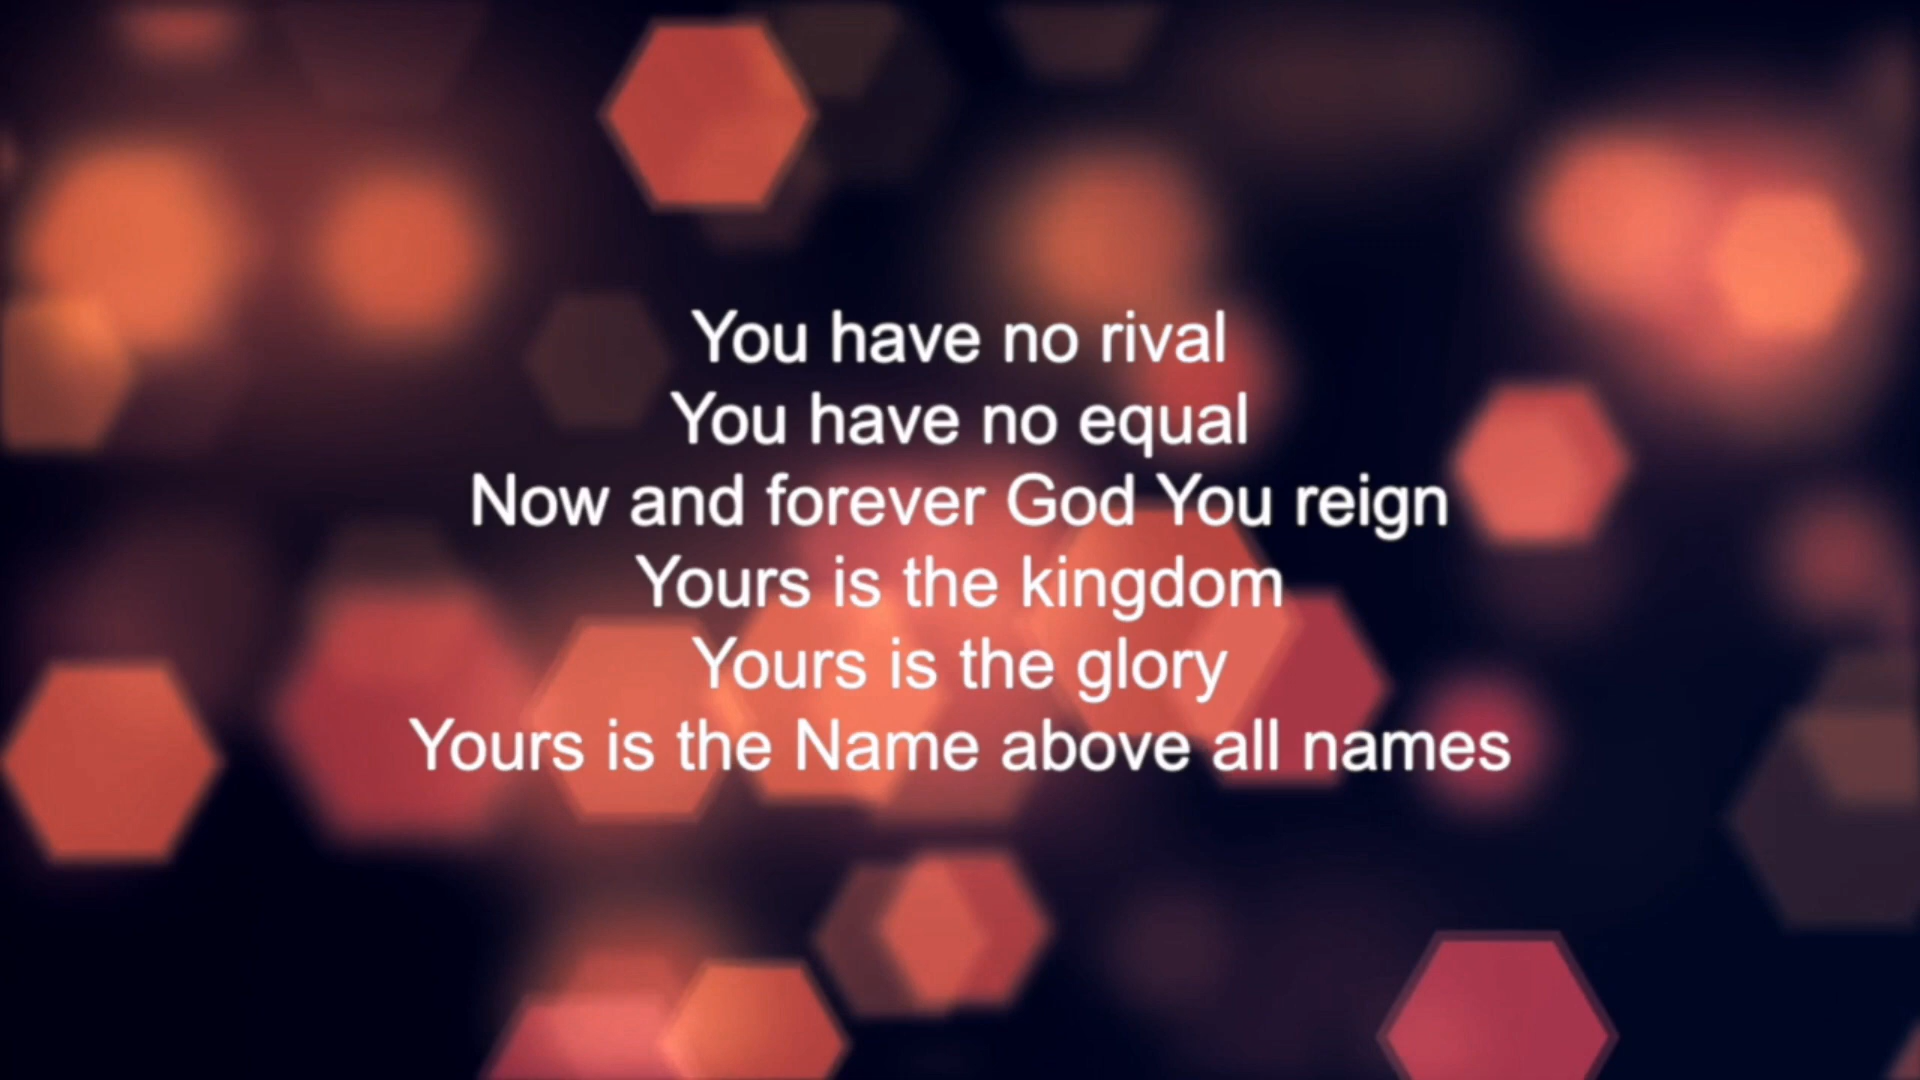 You have no rival
You have no equal
Now and forever God You reign
Yours is the kingdom
Yours is the glory
Yours is the Name above all names